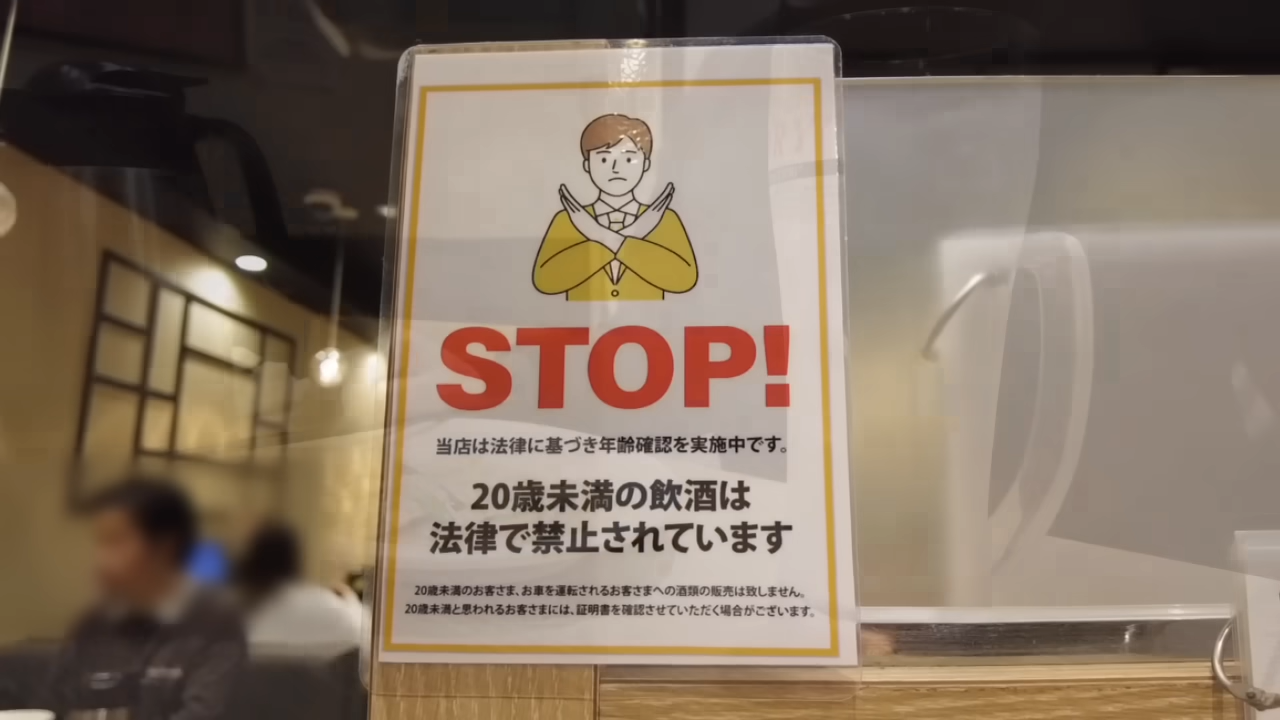 STOP!
当店は法律に基づき年齢確認を実施中です。
20歳未満の飲酒は
法律で禁止されています
20歳未満のお客さま、お車を運転されるお客さまへの酒類の販売は致しません。
20歳未満と思われるお客さまには、証明書を確認させていただく場合がございます。